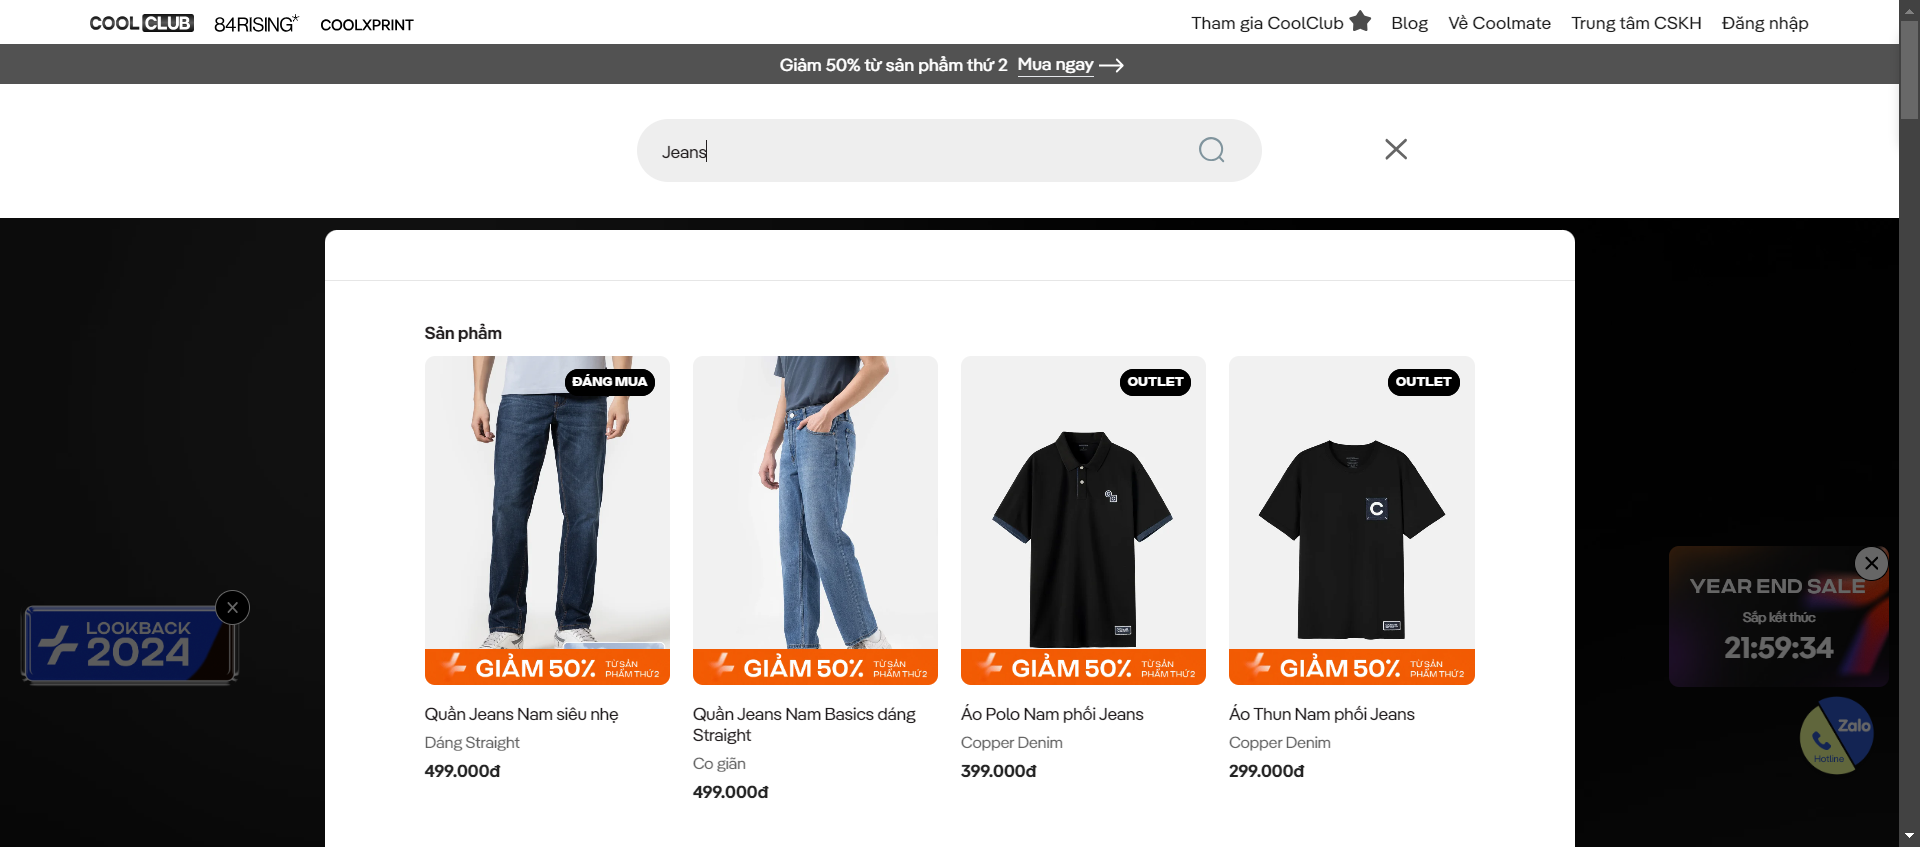 COOL CLUB
84RISING*
COOLXPRINT
Tham gia CoolClub
Blog
Về Coolmate
Trung tâm CSKH
Đăng nhập
Giảm 50% từ sản phẩm thứ 2 Mua ngay
Jeans
Sản phẩm
ĐÁNG MUA
OUTLET
OUTLET
C
LOOKBACK
2024
YEAR END SALE
Sắp kết thúc
21:59:34
GIẢM 50% TỪ SẢN
PHẨM THỨ 2
GIẢM 50% TỪ SẢN
PHẨM THỨ 2
GIẢM 50% TỪ SẢN
PHẨM THỨ 2
GIẢM 50% TỪ SẢN
PHẨM THỨ 2
Zalo
Hotline
Quần Jeans Nam siêu nhẹ
Dáng Straight
499.000đ
Quần Jeans Nam Basics dáng
Straight
Co giãn
499.000đ
Áo Polo Nam phối Jeans
Copper Denim
399.000đ
Áo Thun Nam phối Jeans
Copper Denim
299.000đ